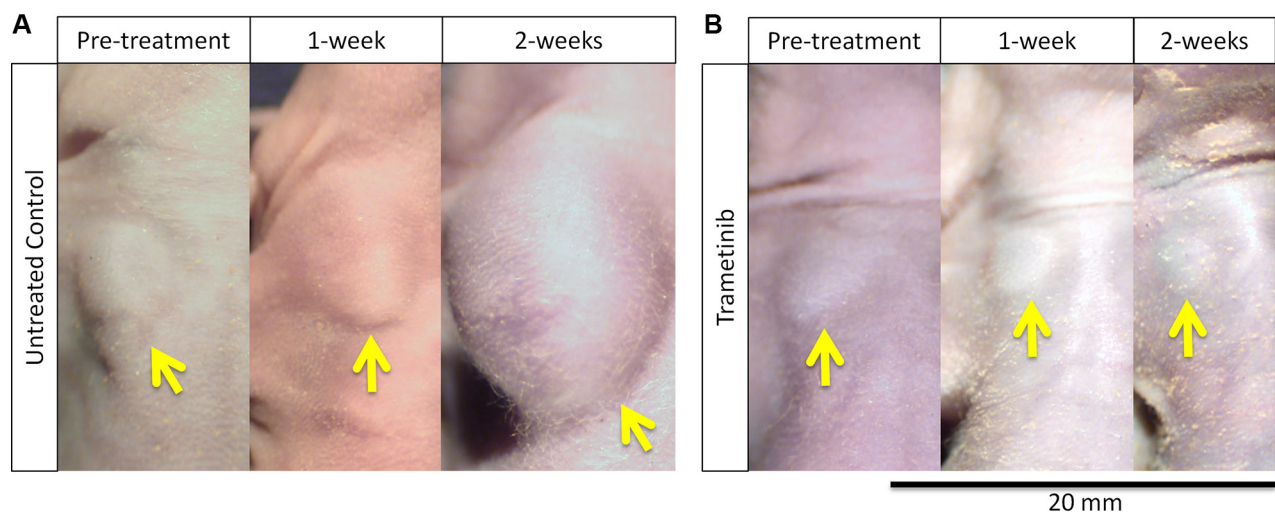 A
Pre-treatment
1-week
2-weeks
Untreated Control
B
Pre-treatment
1-week
2-weeks
Trametinib
20 mm